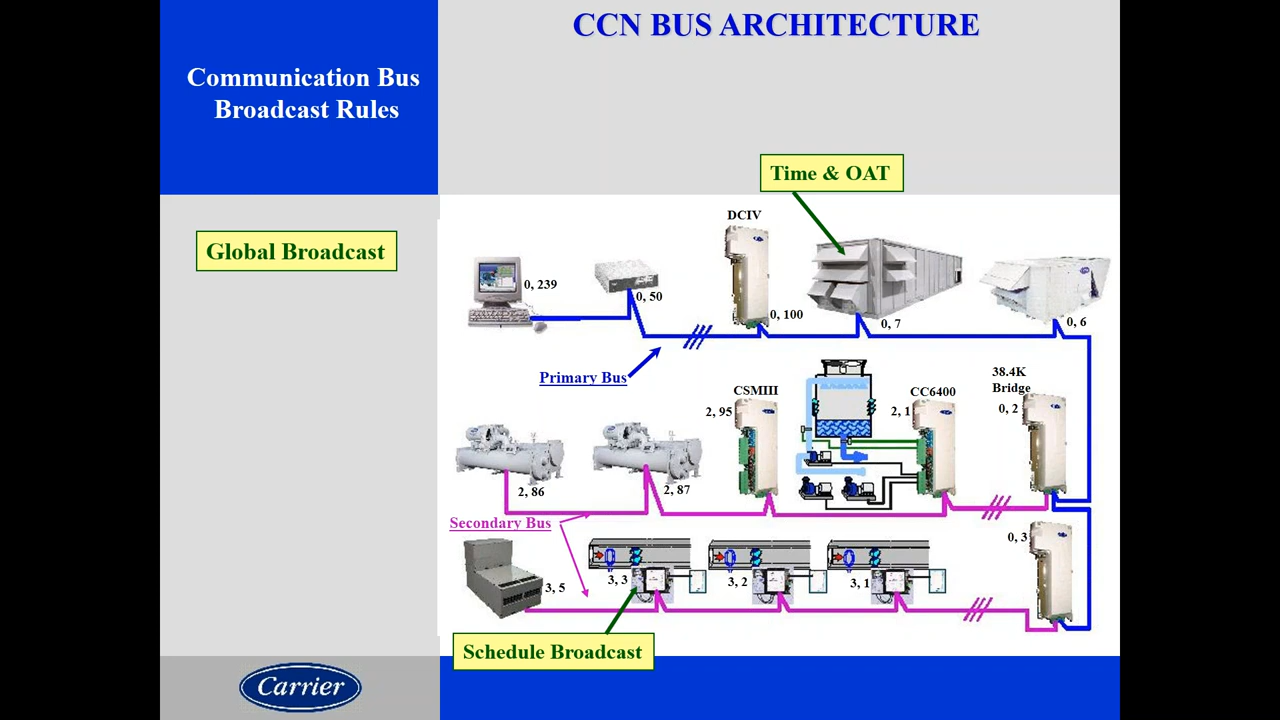 CCN BUS ARCHITECTURE
Communication Bus
Broadcast Rules
Time & OAT
Global Broadcast
DCIV
0, 239
0, 50
0, 100
0, 7
0, 6
Primary Bus
38.4K
Bridge
CSMIII
CC6400
2, 95
2, 1
0, 2
2, 86
2, 87
Secondary Bus
0, 3
3, 5
3, 3
3, 2
3, 1
Schedule Broadcast
Carrier